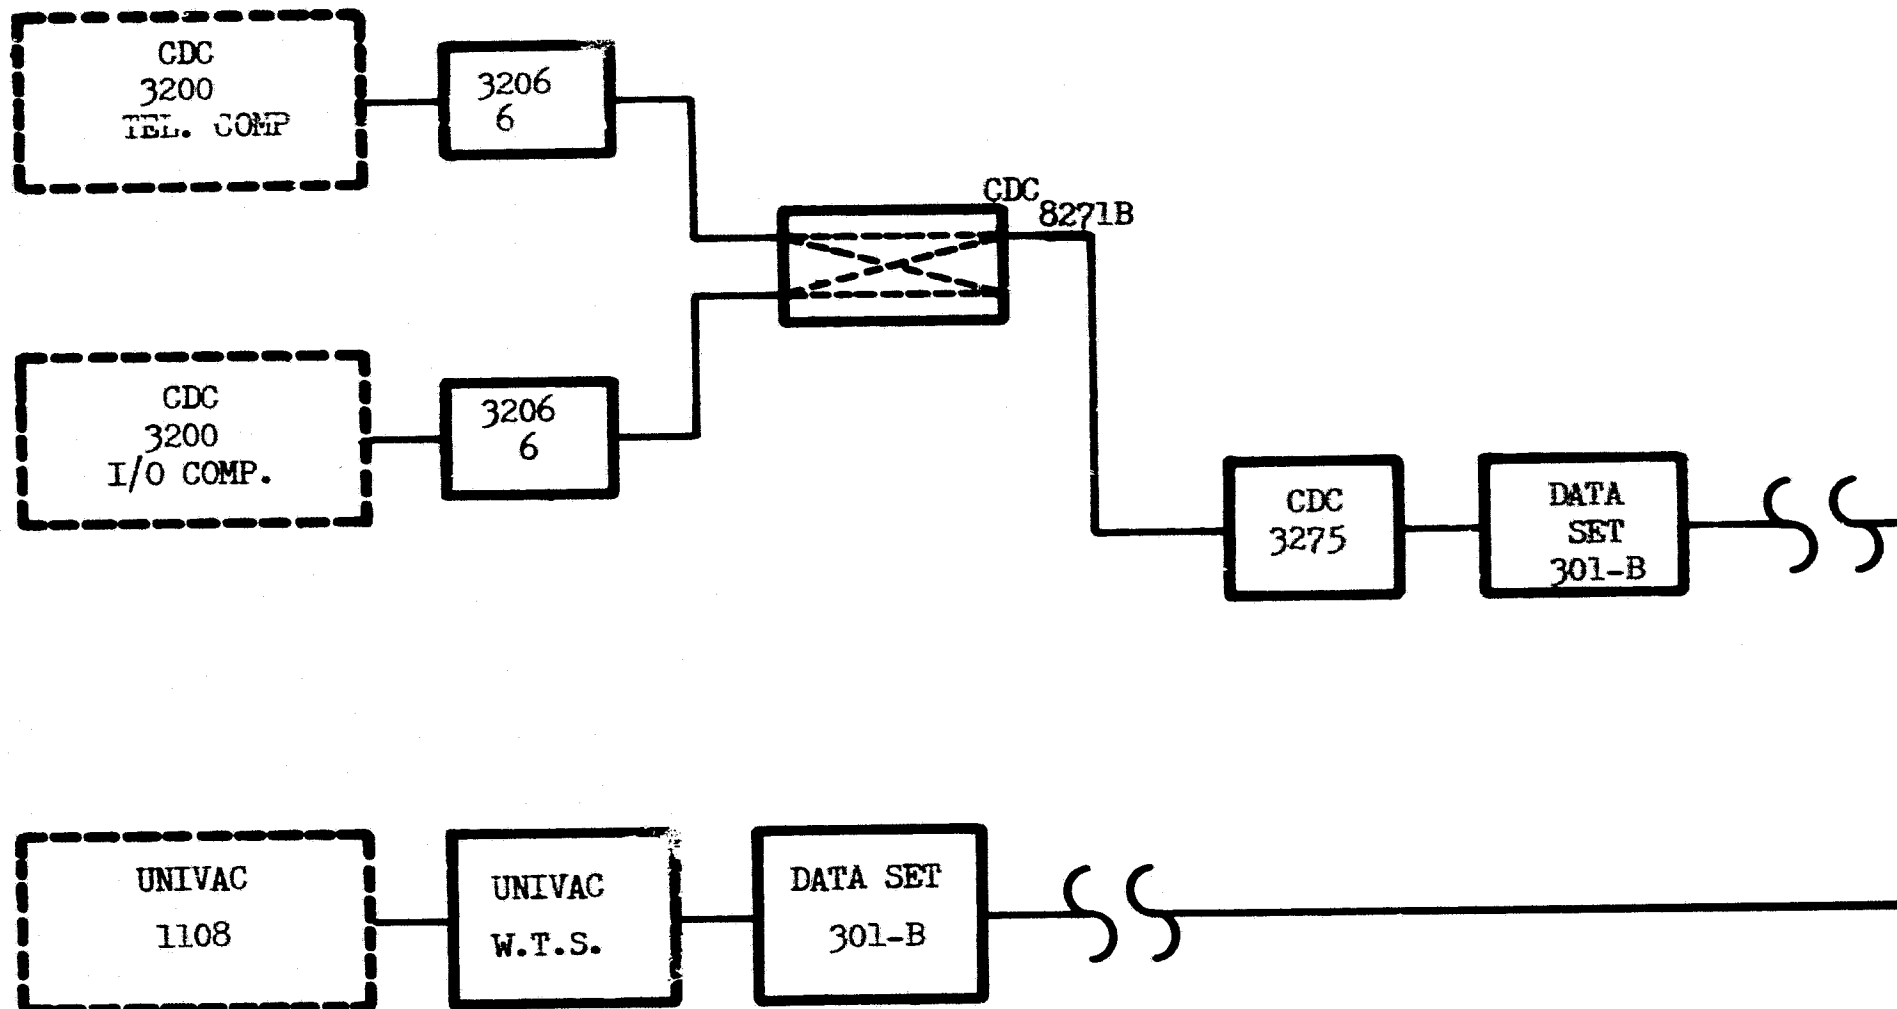 CDC
3200
TEL. COMP
3206
6
CDC
8271B
CDC
3200
I/O COMP.
3206
6
CDC
3275
DATA
SET
301-B
UNIVAC
1108
UNIVAC
W.T.S.
DATA SET
301-B